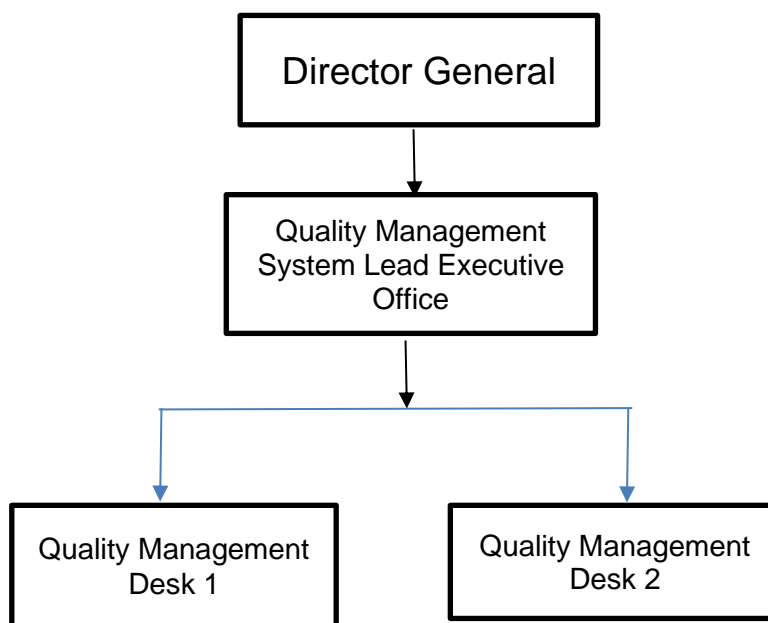 Director General
Quality Management
System Lead Executive
Office
Quality Management
Desk 1
Quality Management
Desk 2